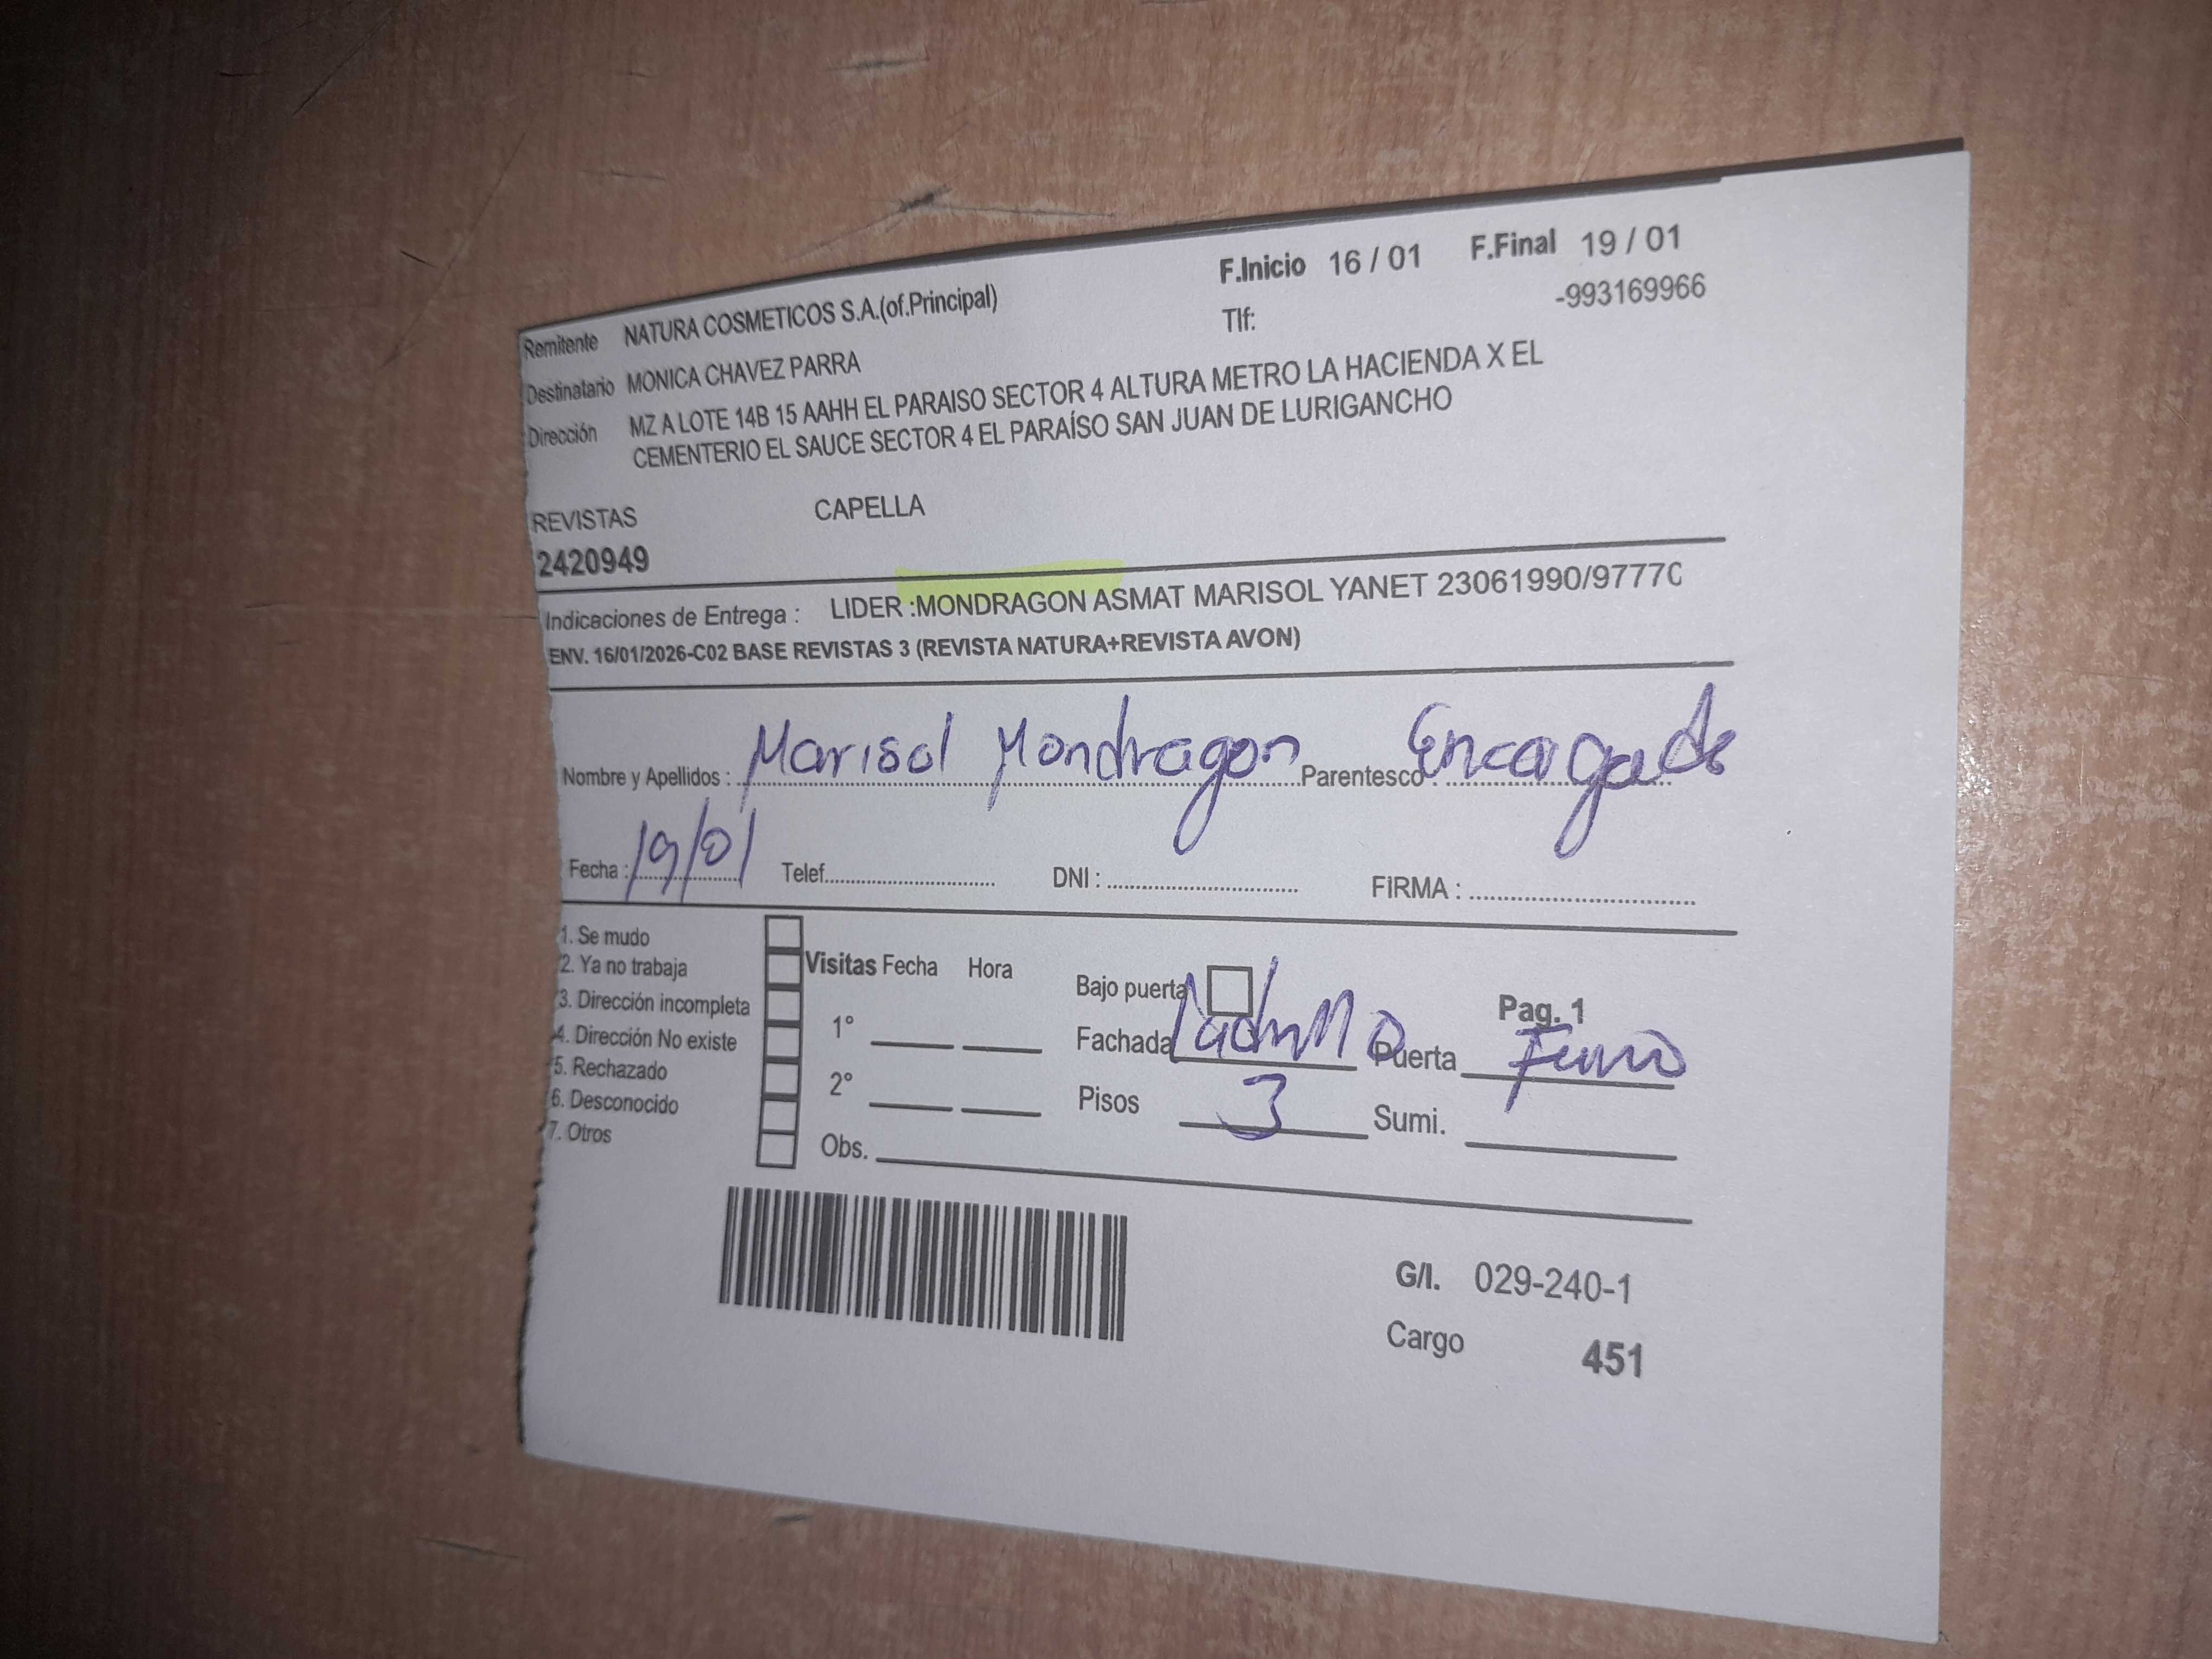 F.Inicio 16 / 01 F.Final 19 / 01
Remitente NATURA COSMETICOS S.A.(of.Principal) Tlf: -993169966
Destinatario MONICA CHAVEZ PARRA
Dirección MZ A LOTE 14B 15 AAHH EL PARAISO SECTOR 4 ALTURA METRO LA HACIENDA X EL
CEMENTERIO EL SAUCE SECTOR 4 EL PARAÍSO SAN JUAN DE LURIGANCHO
REVISTAS CAPELLA
2420949
Indicaciones de Entrega : LIDER :MONDRAGON ASMAT MARISOL YANET 23061990/9777
ENV. 16/01/2026-C02 BASE REVISTAS 3 (REVISTA NATURA+REVISTA AVON)
Nombre y Apellidos : Marisol Mondragon Parentesco : Encagada
Fecha : 19/01 Telef. DNI : FIRMA :
1. Se mudo
2. Ya no trabaja Visitas Fecha Hora Bajo puerta
3. Dirección incompleta 1° Pag. 1
4. Dirección No existe Fachada ladrillo Puerta Fierro
5. Rechazado 2° Pisos 3 Sumi.
6. Desconocido
7. Otros Obs.
G/I. 029-240-1
Cargo 451